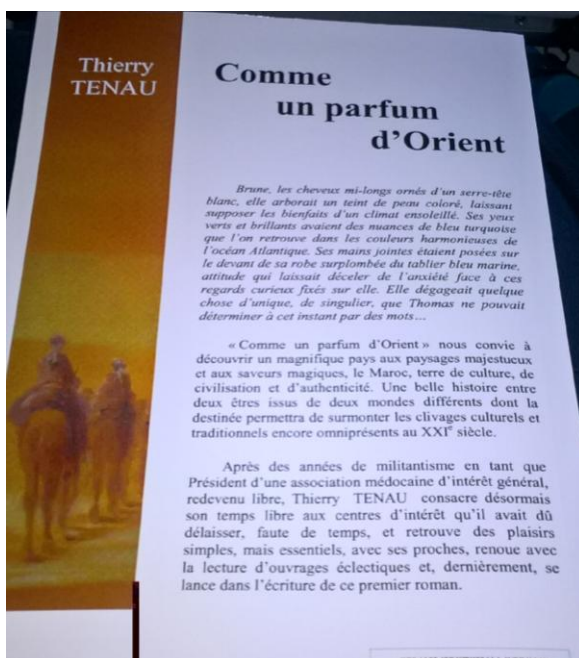 Thierry
TENAU
Comme
un parfum
d'Orient
Brune, les cheveux mi-longs ornés d'un serre-tête
blanc, elle arborait un teint de peau coloré, laissant
supposer les bienfaits d'un climat ensoleillé. Ses yeux
verts et brillants avaient des nuances de bleu turquoise
que l'on retrouve dans les couleurs harmonieuses de
l'océan Atlantique. Ses mains jointes étaient posées sur
le devant de sa robe surplombée du tablier bleu marine,
attitude qui laissait déceler de l'anxiété face à ces
regards curieux fixés sur elle. Elle dégageait quelque
chose d'unique, de singulier, que Thomas ne pouvait
déterminer à cet instant par des mots...
« Comme un parfum d'Orient » nous convie à
découvrir un magnifique pays aux paysages majestueux
et aux saveurs magiques, le Maroc, terre de culture, de
civilisation et d'authenticité. Une belle histoire entre
deux êtres issus de deux mondes différents dont la
destinée permettra de surmonter les clivages culturels et
traditionnels encore omniprésents au XXIe siècle.
Après des années de militantisme en tant que
Président d'une association médocaine d'intérêt général,
redevenu libre, Thierry TENAU consacre désormais
son temps libre aux centres d'intérêt qu'il avait dû
délaisser, faute de temps, et retrouve des plaisirs
simples, mais essentiels, avec ses proches, renoue avec
la lecture d'ouvrages éclectiques et, dernièrement, se
lance dans l'écriture de ce premier roman.